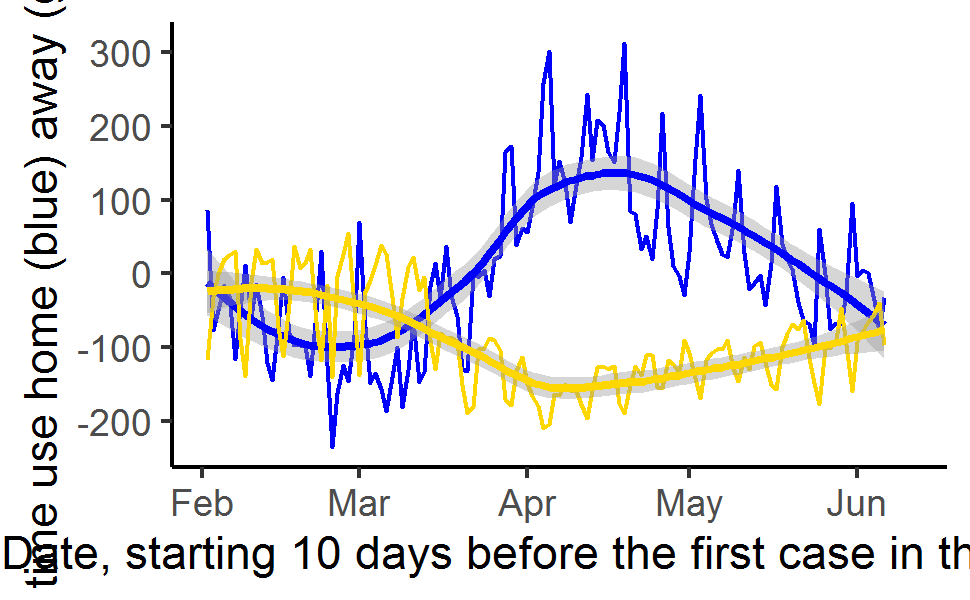 time use home (blue) away (
300
200
100
0
-100
-200
Feb Mar Apr May Jun
Date, starting 10 days before the first case in th